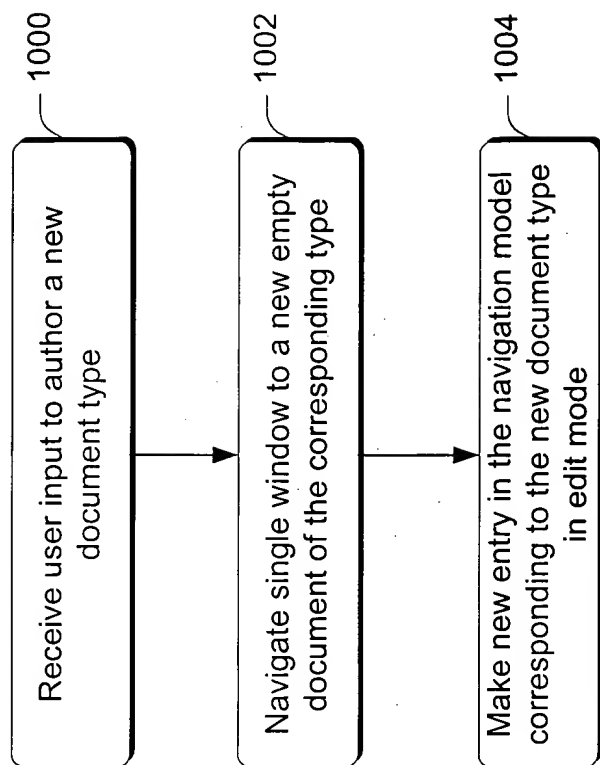 1000
Receive user input to author a new
document type
1002
Navigate single window to a new empty
document of the corresponding type
1004
Make new entry in the navigation model
corresponding to the new document type
in edit mode